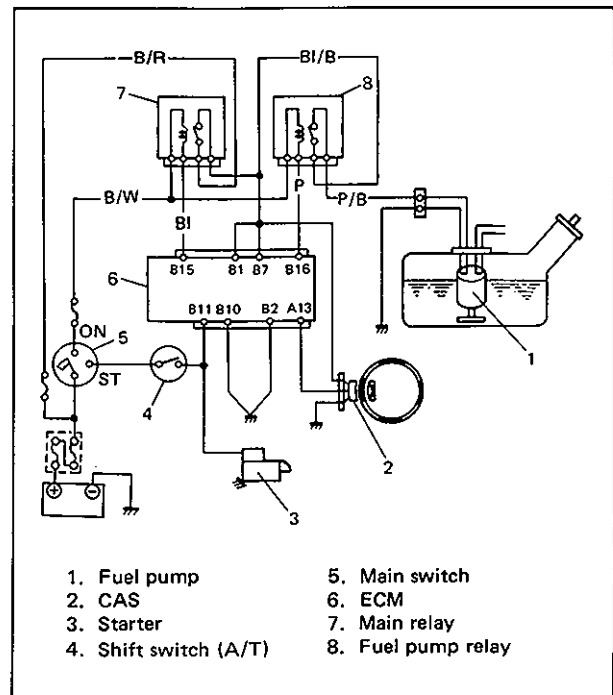 B/R
Bl/B
7
8
B/W
Bl
P
P/B
6
B15 B1 B7 B16
B11 B10 B2 A13
ON
5
ST
4
1
2
3
1. Fuel pump
2. CAS
3. Starter
4. Shift switch (A/T)
5. Main switch
6. ECM
7. Main relay
8. Fuel pump relay